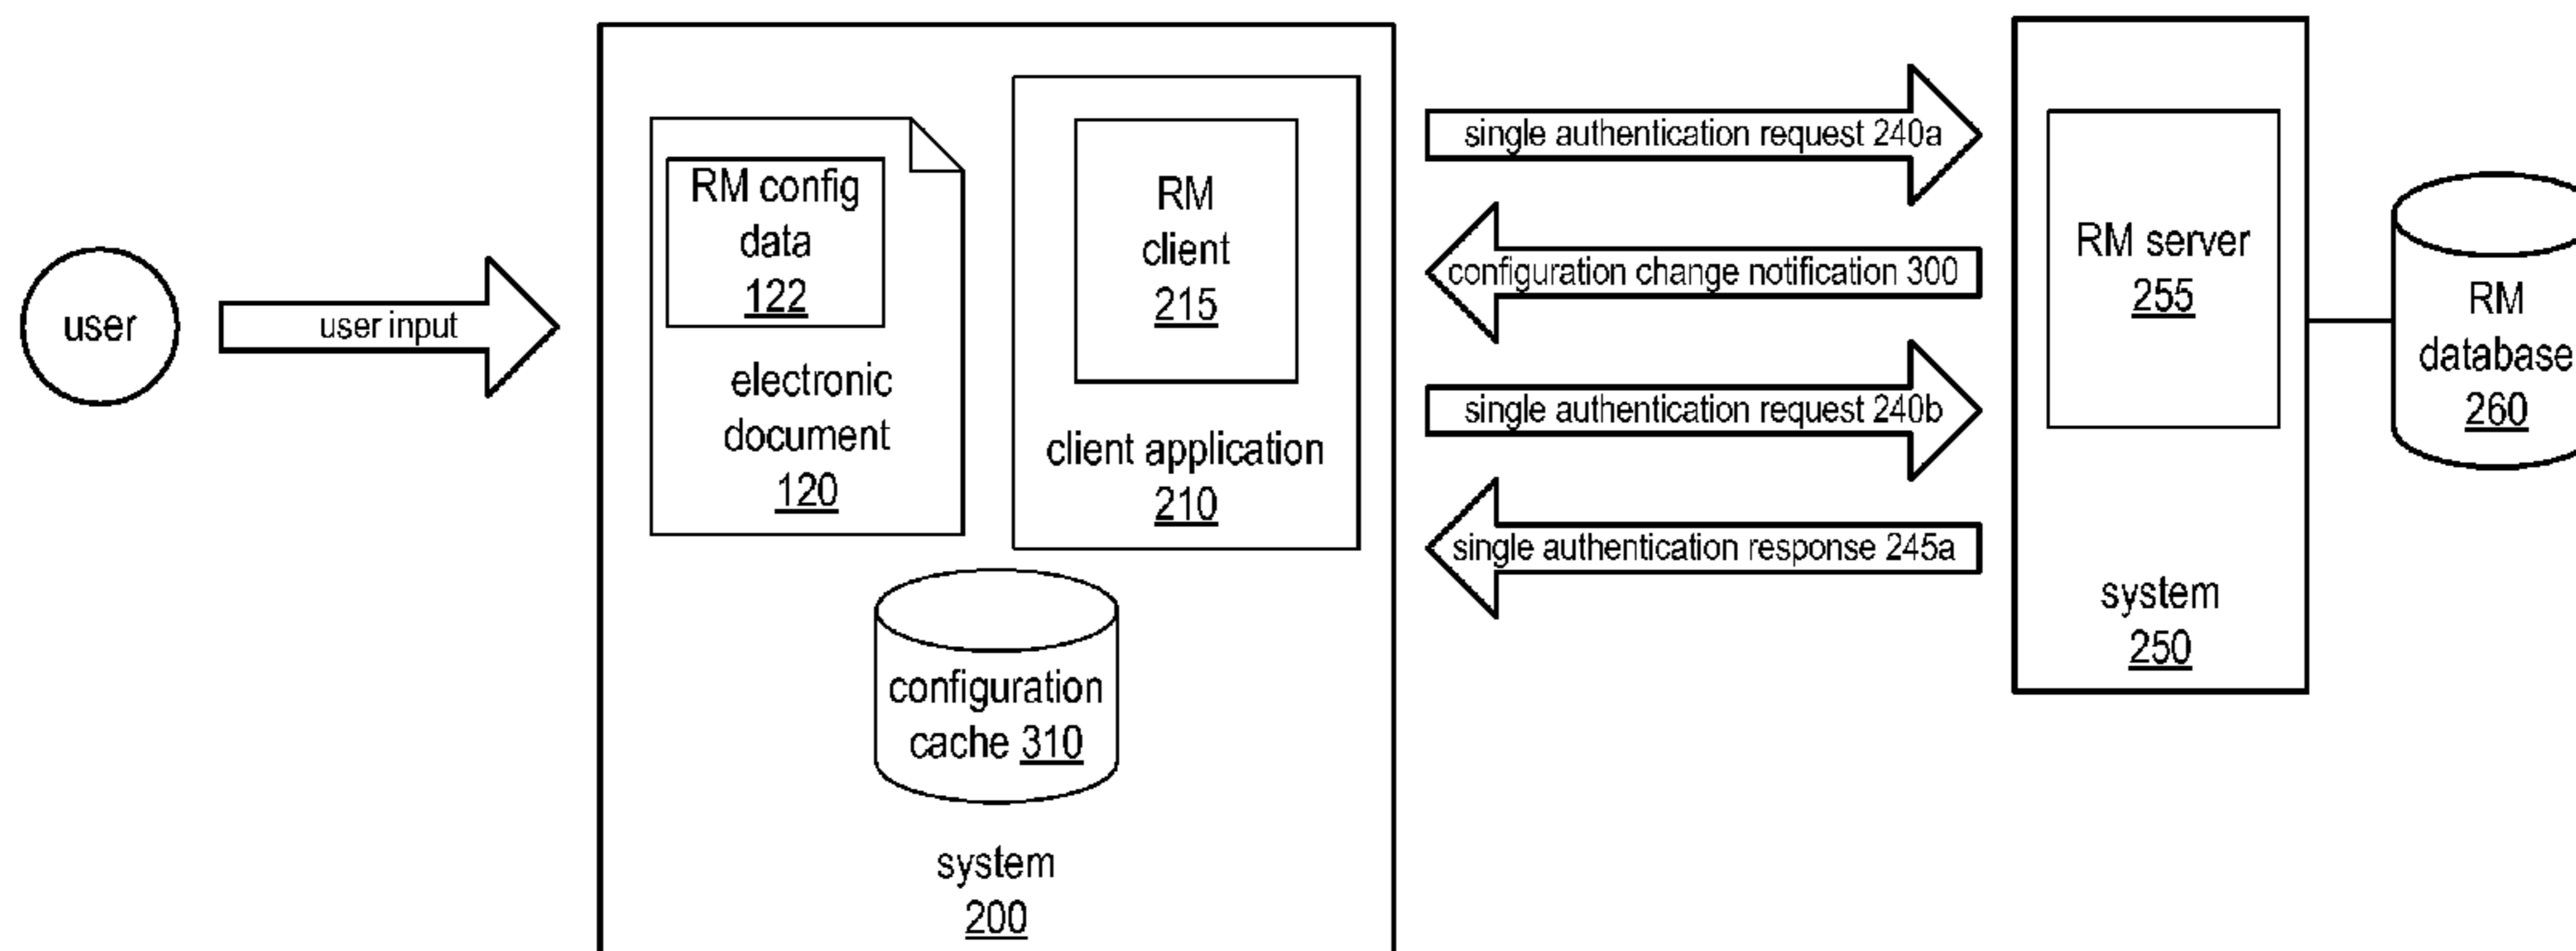 user
user input
RM config
data
122
electronic
document
120
RM
client
215
client application
210
configuration
cache 310
system
200
single authentication request 240a
configuration change notification 300
single authentication request 240b
single authentication response 245a
RM server
255
system
250
RM
database
260